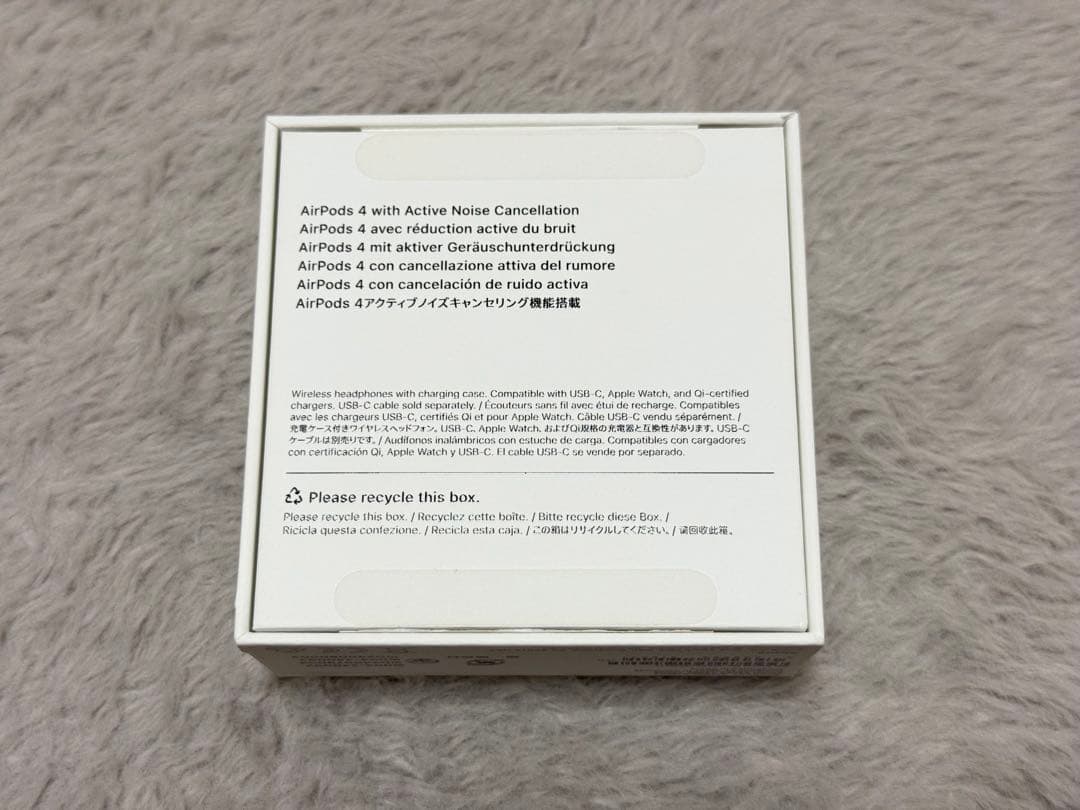 AirPods 4 with Active Noise Cancellation
AirPods 4 avec réduction active du bruit
AirPods 4 mit aktiver Geräuschunterdrückung
AirPods 4 con cancellazione attiva del rumore
AirPods 4 con cancelación de ruido activa
AirPods 4アクティブノイズキャンセリング機能搭載
Wireless headphones with charging case. Compatible with USB-C, Apple Watch, and Qi-certified
chargers. USB-C cable sold separately. / Écouteurs sans fil avec étui de recharge. Compatibles
avec les chargeurs USB-C, certifiés Qi et pour Apple Watch. Câble USB-C vendu séparément. /
充電ケース付きワイヤレスヘッドフォン。USB-C、Apple Watch、およびQi規格の充電器と互換性があります。USB-C
ケーブルは別売りです。/ Audífonos inalámbricos con estuche de carga. Compatibles con cargadores
con certificación Qi, Apple Watch y USB-C. El cable USB-C se vende por separado.
Please recycle this box.
Please recycle this box. / Recyclez cette boîte. / Bitte recycle diese Box. /
Ricicla questa confezione. / Recicla esta caja. / この箱はリサイクルしてください。/ 请回收此箱。